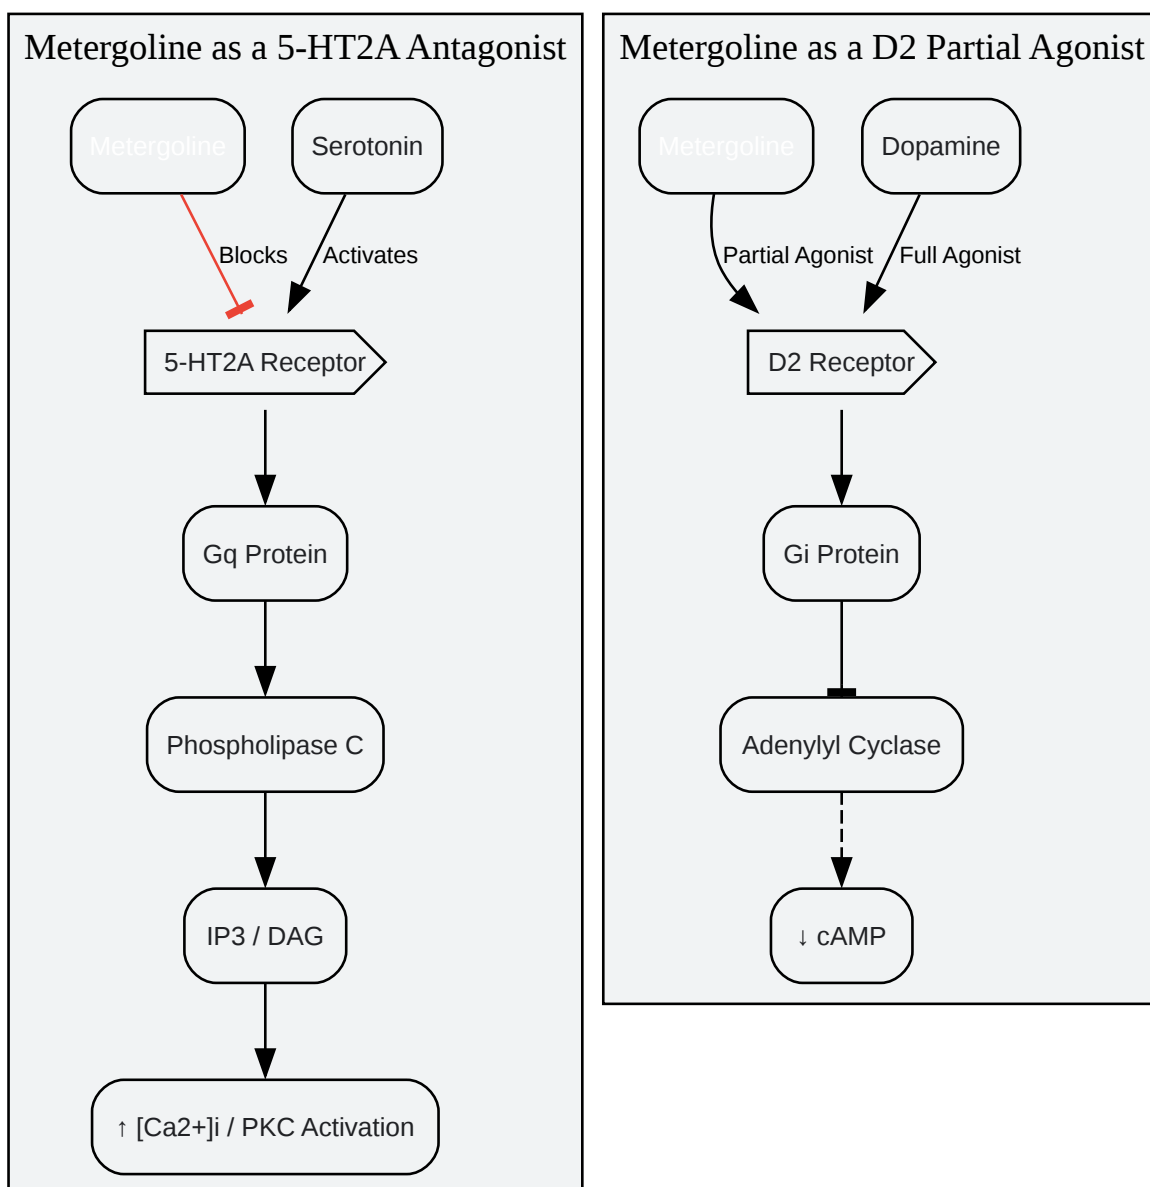 Metergoline as a 5-HT2A Antagonist
Metergoline
Serotonin
Blocks
Activates
5-HT2A Receptor
Gq Protein
Phospholipase C
IP3 / DAG
↑ [Ca2+]i / PKC Activation
Metergoline as a D2 Partial Agonist
Metergoline
Dopamine
Partial Agonist
Full Agonist
D2 Receptor
Gi Protein
Adenylyl Cyclase
↓ cAMP